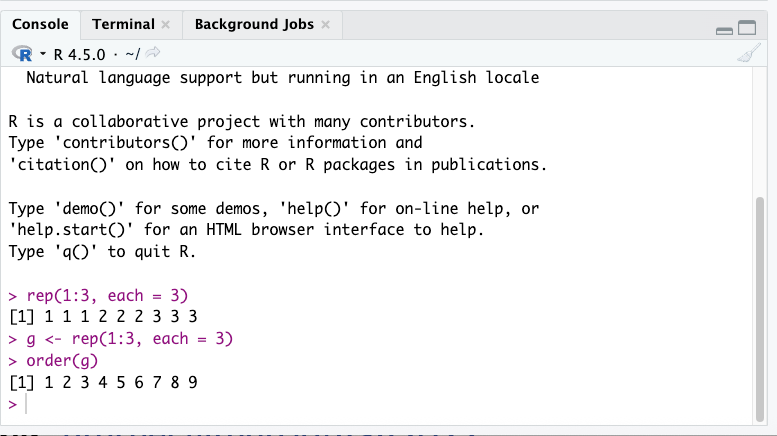 Console Terminal Background Jobs
R 4.5.0 · ~/
Natural language support but running in an English locale
R is a collaborative project with many contributors.
Type 'contributors()' for more information and
'citation()' on how to cite R or R packages in publications.
Type 'demo()' for some demos, 'help()' for on-line help, or
'help.start()' for an HTML browser interface to help.
Type 'q()' to quit R.
> rep(1:3, each = 3)
[1] 1 1 1 2 2 2 3 3 3
> g <- rep(1:3, each = 3)
> order(g)
[1] 1 2 3 4 5 6 7 8 9
>